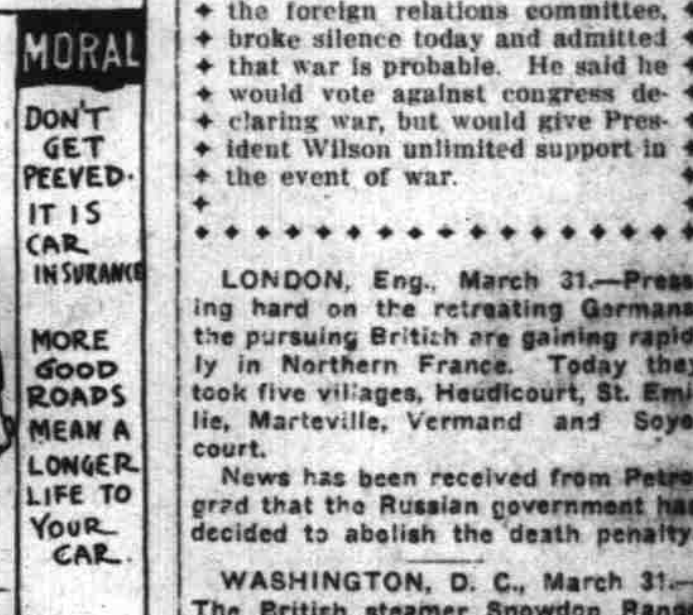 MORAL
DON'T
GET
PEEVED.
IT IS
CAR
INSURANCE
MORE
GOOD
ROADS
MEAN A
LONGER
LIFE TO
YOUR
CAR.
the foreign relations committee,
broke silence today and admitted
that war is probable. He said he
would vote against congress de-
claring war, but would give Pres-
ident Wilson unlimited support in
the event of war.
LONDON, Eng., March 31.—Press
ing hard on the retreating Germans
the pursuing British are gaining rapid
ly in Northern France. Today they
took five villages, Heudicourt, St. Emi
lie, Marteville, Vermand and Soye
court.
News has been received from Petro
grad that the Russian government has
decided to abolish the death penalty
WASHINGTON, D. C., March 31.—
The British steamer Snowdon Range